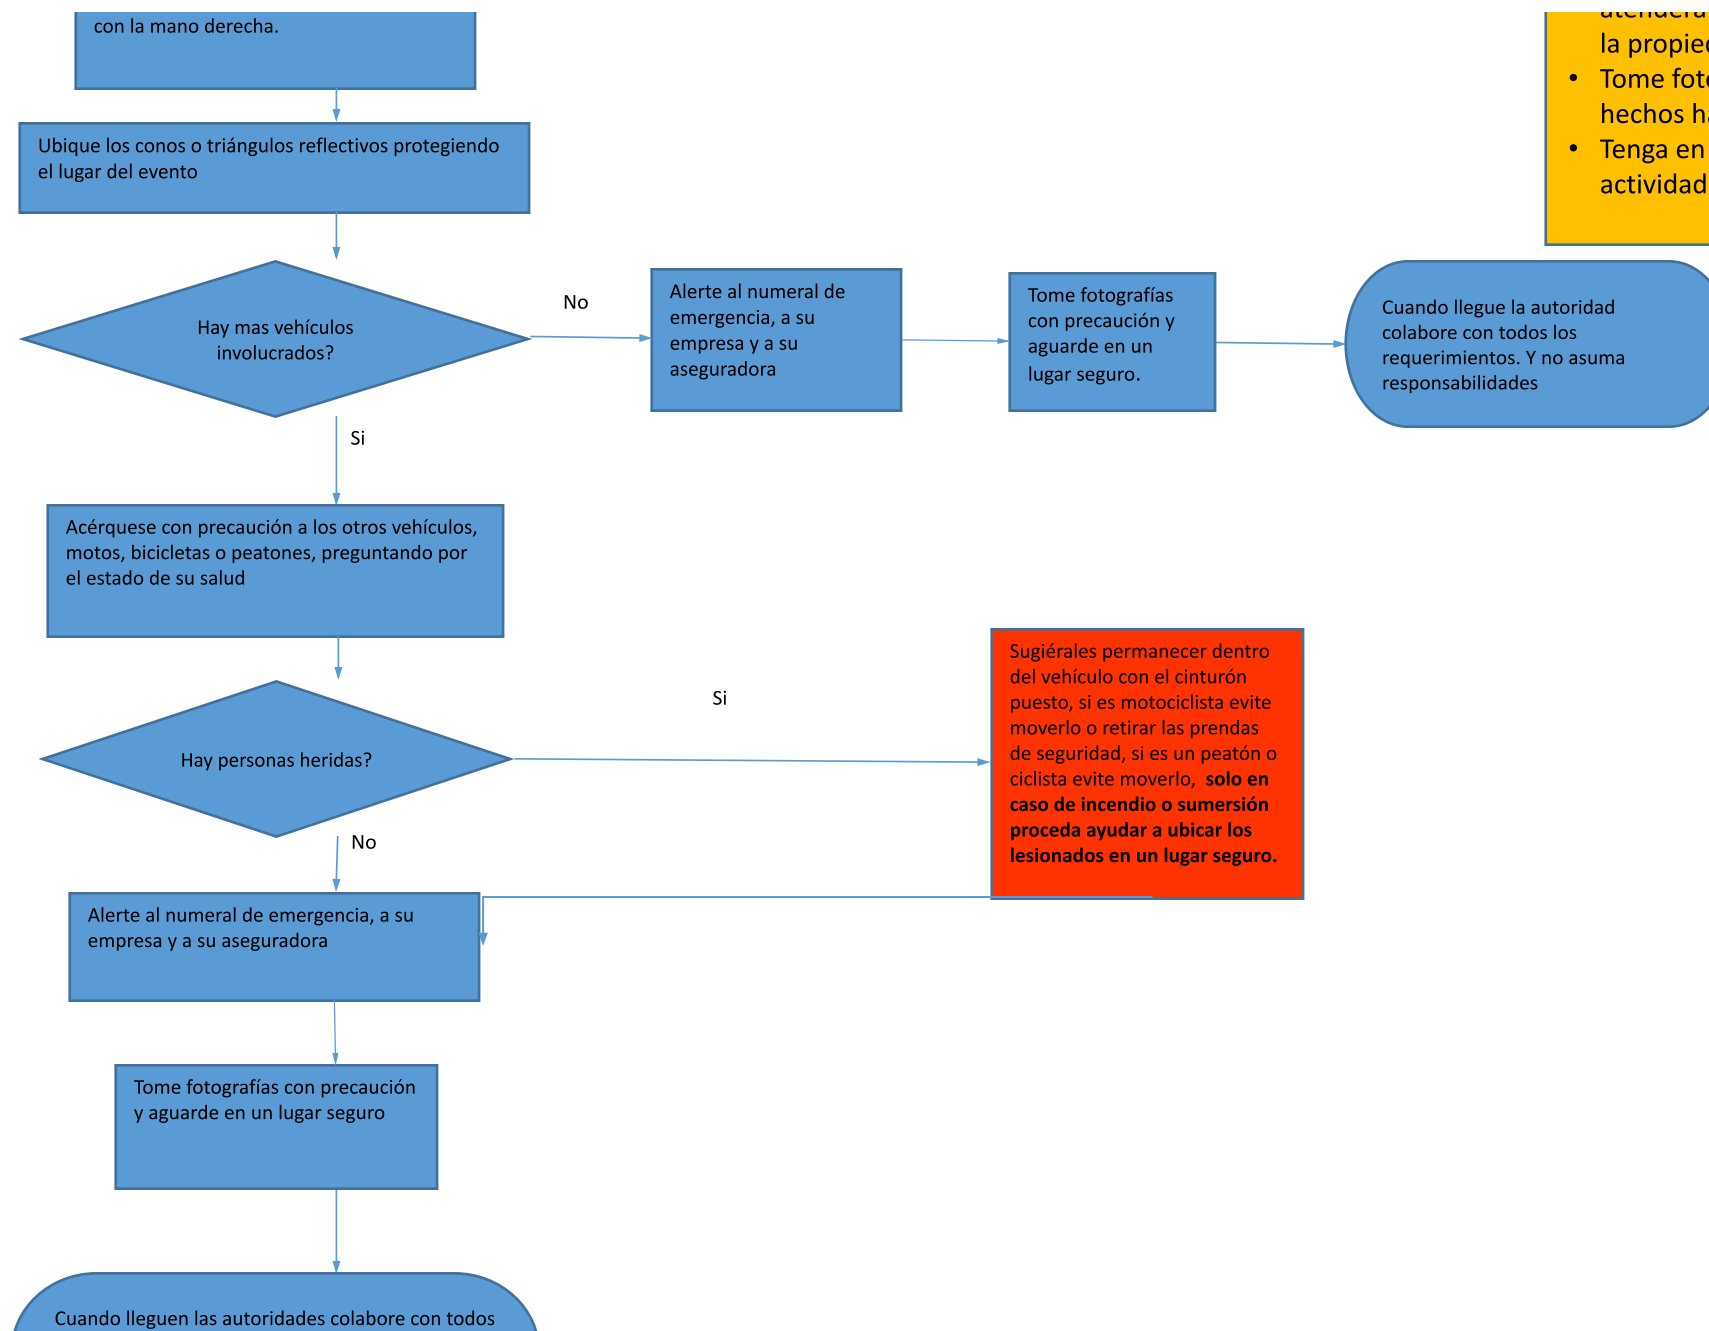 con la mano derecha.
la
• Tome
hechos
• Tenga en
actividad
Ubique los conos o triángulos reflectivos protegiendo
el lugar del evento
Hay mas vehículos
involucrados?
No
Alerte al numeral de
emergencia, a su
empresa y a su
aseguradora
Tome fotografías
con precaución y
aguarde en un
lugar seguro.
Cuando llegue la autoridad
colabore con todos los
requerimientos. Y no asuma
responsabilidades
Si
Acérquese con precaución a los otros vehículos,
motos, bicicletas o peatones, preguntando por
el estado de su salud
Hay personas heridas?
Si
Sugiérales permanecer dentro
del vehículo con el cinturón
puesto, si es motociclista evite
moverlo o retirar las prendas
de seguridad, si es un peatón o
ciclista evite moverlo, solo en
caso de incendio o sumersión
proceda ayudar a ubicar los
lesionados en un lugar seguro.
No
Alerte al numeral de emergencia, a su
empresa y a su aseguradora
Tome fotografías con precaución
y aguarde en un lugar seguro
Cuando lleguen las autoridades colabore con todos